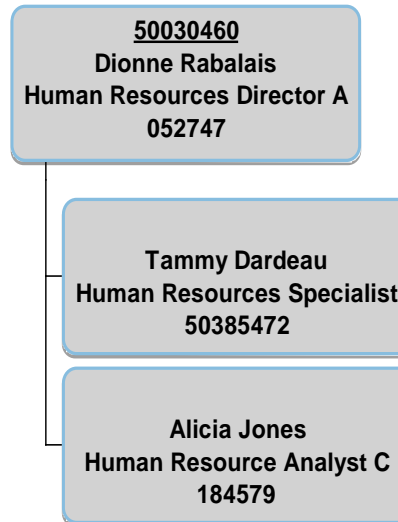 50030460
Dionne Rabalais
Human Resources Director A
052747
Tammy Dardeau
Human Resources Specialist
50385472
Alicia Jones
Human Resource Analyst C
184579